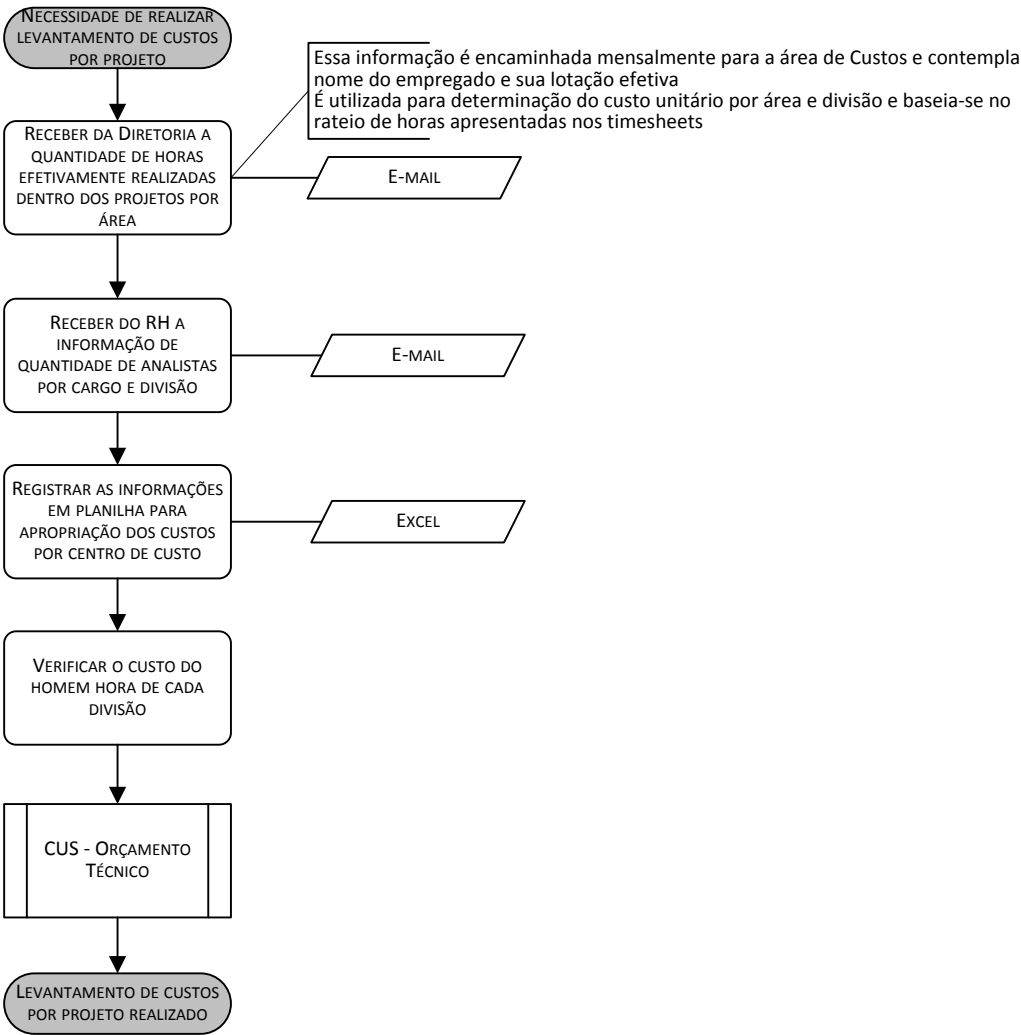 NECESSIDADE DE REALIZAR
LEVANTAMENTO DE CUSTOS
POR PROJETO
Essa informação é encaminhada mensalmente para a área de Custos e contempla
nome do empregado e sua lotação efetiva
É utilizada para determinação do custo unitário por área e divisão e baseia-se no
rateio de horas apresentadas nos timesheets
RECEBER DA DIRETORIA A
QUANTIDADE DE HORAS
EFETIVAMENTE REALIZADAS
DENTRO DOS PROJETOS POR
ÁREA
E-MAIL
RECEBER DO RH A
INFORMAÇÃO DE
QUANTIDADE DE ANALISTAS
POR CARGO E DIVISÃO
E-MAIL
REGISTRAR AS INFORMAÇÕES
EM PLANILHA PARA
APROPRIAÇÃO DOS CUSTOS
POR CENTRO DE CUSTO
EXCEL
VERIFICAR O CUSTO DO
HOMEM HORA DE CADA
DIVISÃO
CUS - ORÇAMENTO
TÉCNICO
LEVANTAMENTO DE CUSTOS
POR PROJETO REALIZADO